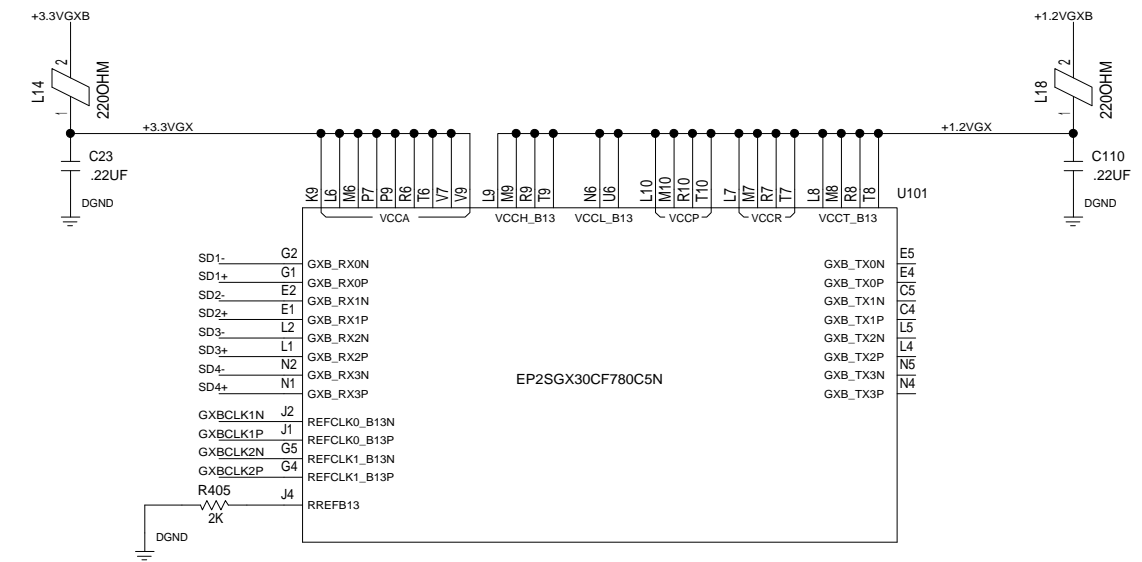 +3.3VGXB
+1.2VGXB
L14
1
2
220OHM
L18
1
2
220OHM
+3.3VGX
+1.2VGX
C23
.22UF
DGND
C110
.22UF
DGND
K9 L6 M6 P7 P9 R6 T6 V7 V9
L9 M9 R9 T9
N6 U6
L10 M10 R10 T10
L7 M7 R7 T7
L8 M8 R8 T8
U101
VCCA VCCH_B13 VCCL_B13 VCCP VCCR VCCT_B13
SD1- G2 GXB_RX0N
SD1+ G1 GXB_RX0P
SD2- E2 GXB_RX1N
SD2+ E1 GXB_RX1P
SD3- L2 GXB_RX2N
SD3+ L1 GXB_RX2P
SD4- N2 GXB_RX3N
SD4+ N1 GXB_RX3P
GXBCLK1N J2 REFCLK0_B13N
GXBCLK1P J1 REFCLK0_B13P
GXBCLK2N G5 REFCLK1_B13N
GXBCLK2P G4 REFCLK1_B13P
R405
2K
J4 RREFB13
DGND
EP2SGX30CF780C5N
GXB_TX0N E5
GXB_TX0P E4
GXB_TX1N C5
GXB_TX1P C4
GXB_TX2N L5
GXB_TX2P L4
GXB_TX3N N5
GXB_TX3P N4